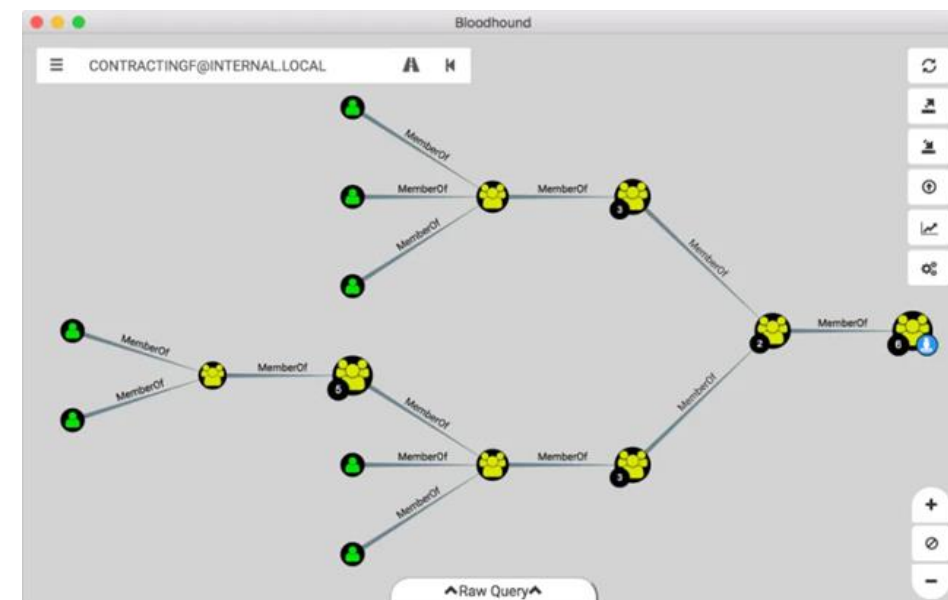 Bloodhound
CONTRACTINGF@INTERNAL.LOCAL
MemberOf
MemberOf
MemberOf
3
MemberOf
MemberOf
MemberOf
2
MemberOf
6
MemberOf
MemberOf
5
MemberOf
MemberOf
MemberOf
MemberOf
MemberOf
3
MemberOf
Raw Query